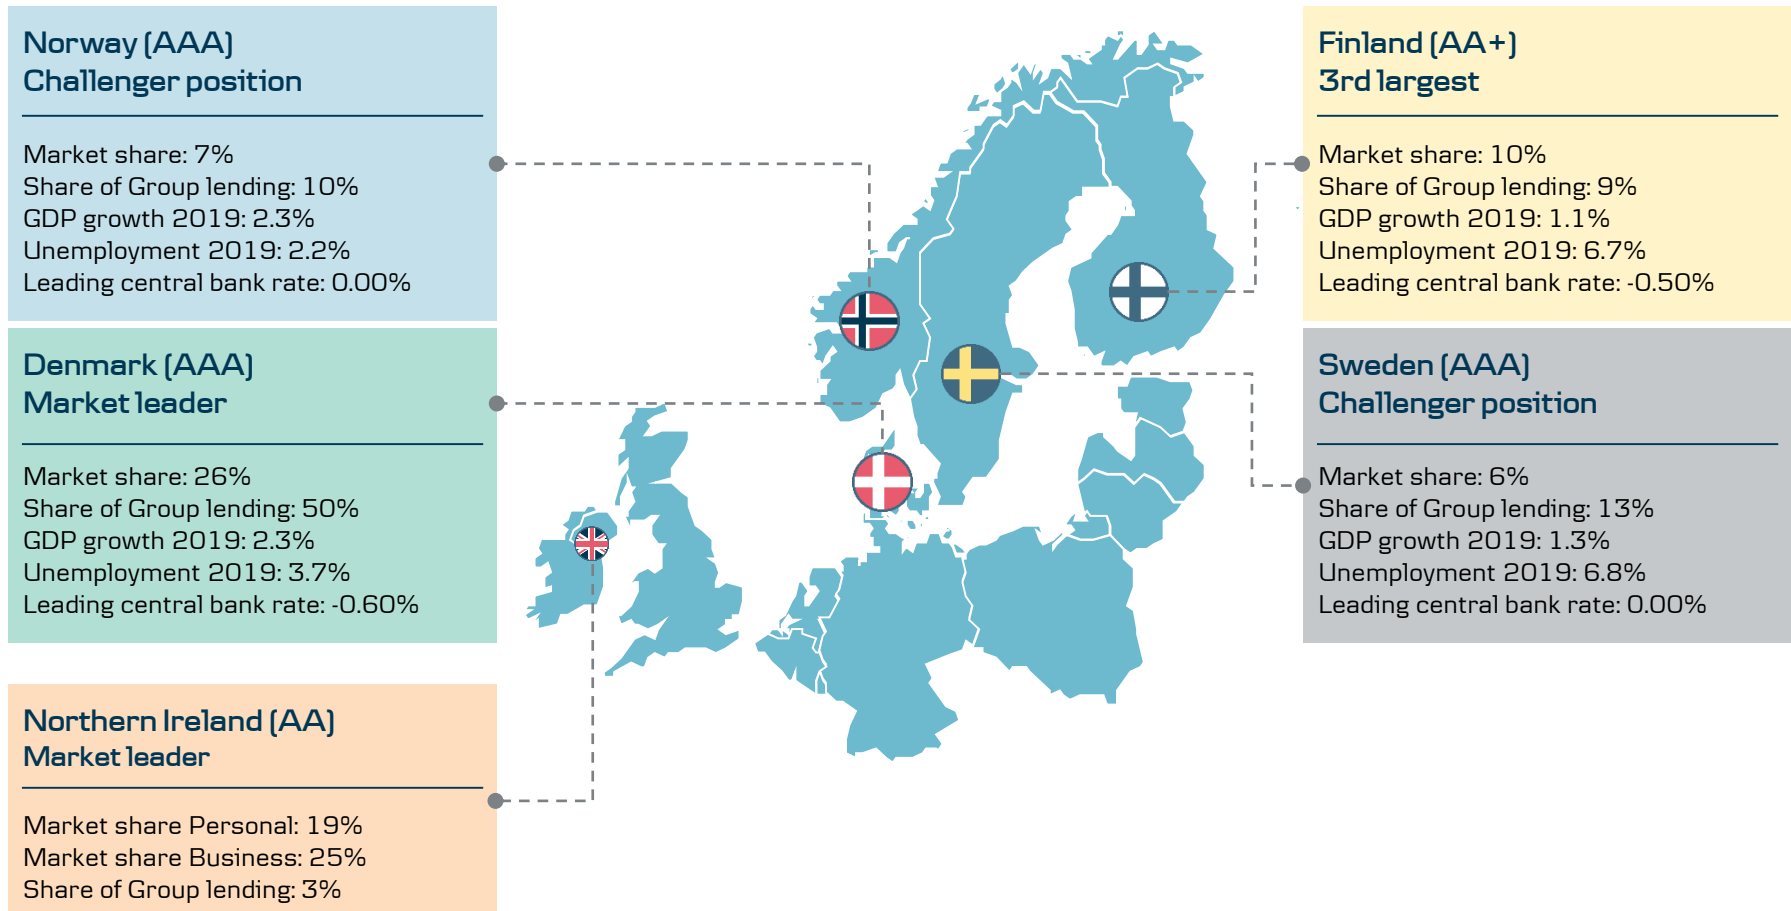 Norway (AAA)
Challenger position
Market share: 7%
Share of Group lending: 10%
GDP growth 2019: 2.3%
Unemployment 2019: 2.2%
Leading central bank rate: 0.00%
Denmark (AAA)
Market leader
Market share: 26%
Share of Group lending: 50%
GDP growth 2019: 2.3%
Unemployment 2019: 3.7%
Leading central bank rate: -0.60%
Northern Ireland (AA)
Market leader
Market share Personal: 19%
Market share Business: 25%
Share of Group lending: 3%
Finland (AA+)
3rd largest
Market share: 10%
Share of Group lending: 9%
GDP growth 2019: 1.1%
Unemployment 2019: 6.7%
Leading central bank rate: -0.50%
Sweden (AAA)
Challenger position
Market share: 6%
Share of Group lending: 13%
GDP growth 2019: 1.3%
Unemployment 2019: 6.8%
Leading central bank rate: 0.00%